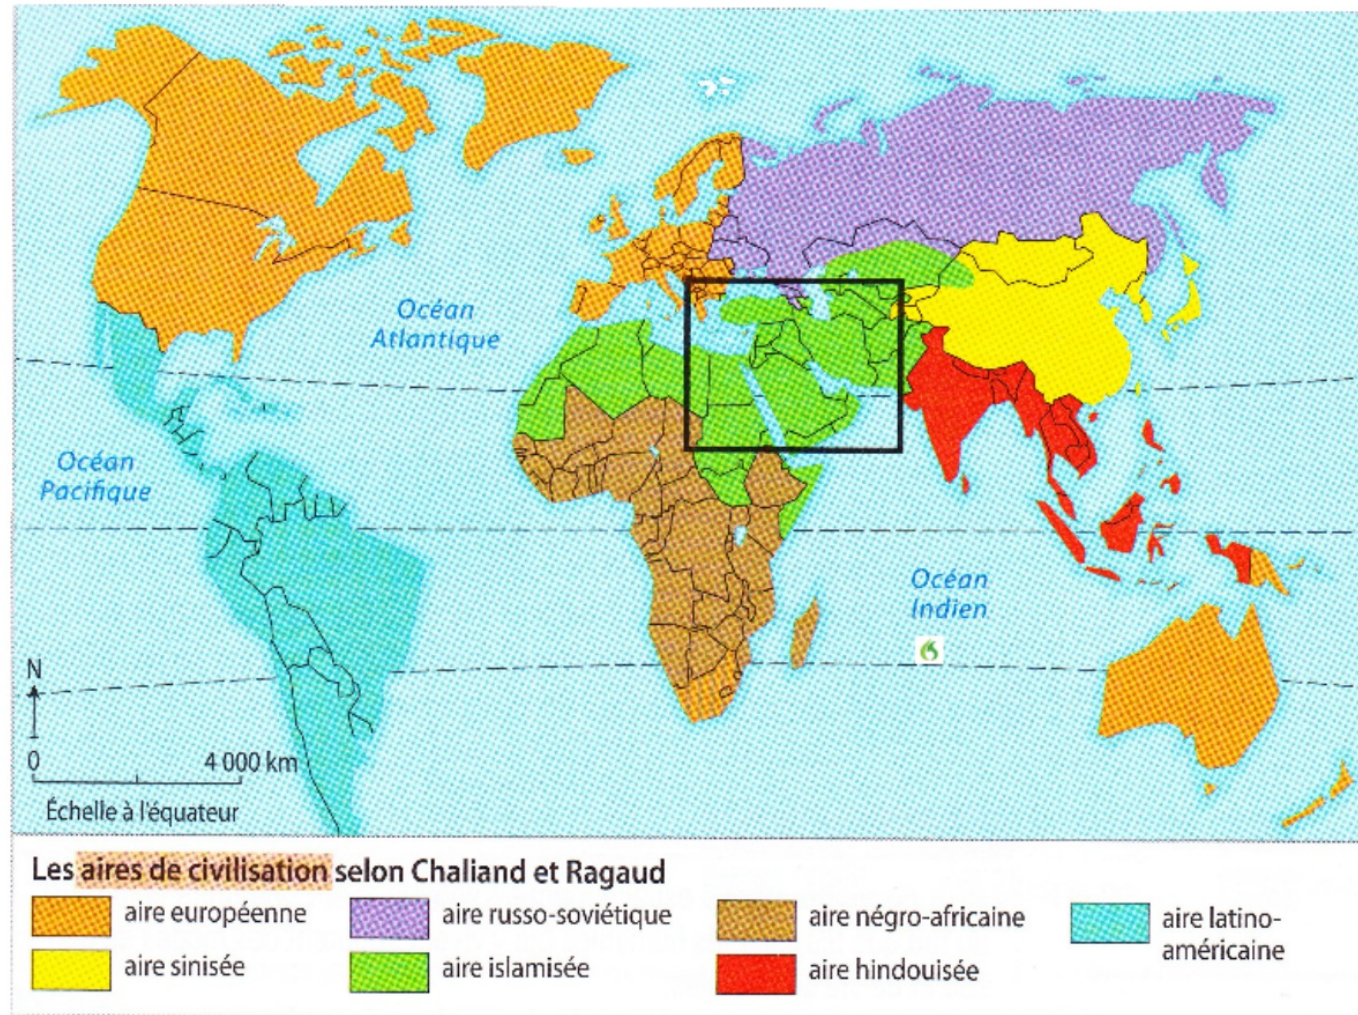 Océan
Atlantique
Océan
Pacifique
Océan
Indien
N
0 4 000 km
Échelle à l'équateur
Les aires de civilisation selon Chaliand et Ragaud
aire européenne
aire russo-soviétique
aire négro-africaine
aire latino-
américaine
aire sinisée
aire islamisée
aire hindouisée